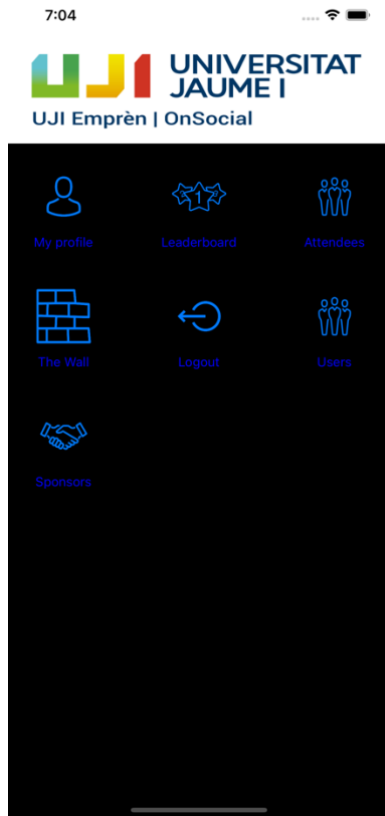 7:04
UJI UNIVERSITAT
JAUME I
UJI Emprèn | OnSocial
1
My profile Leaderboard Attendees
The Wall Logout Users
Sponsors